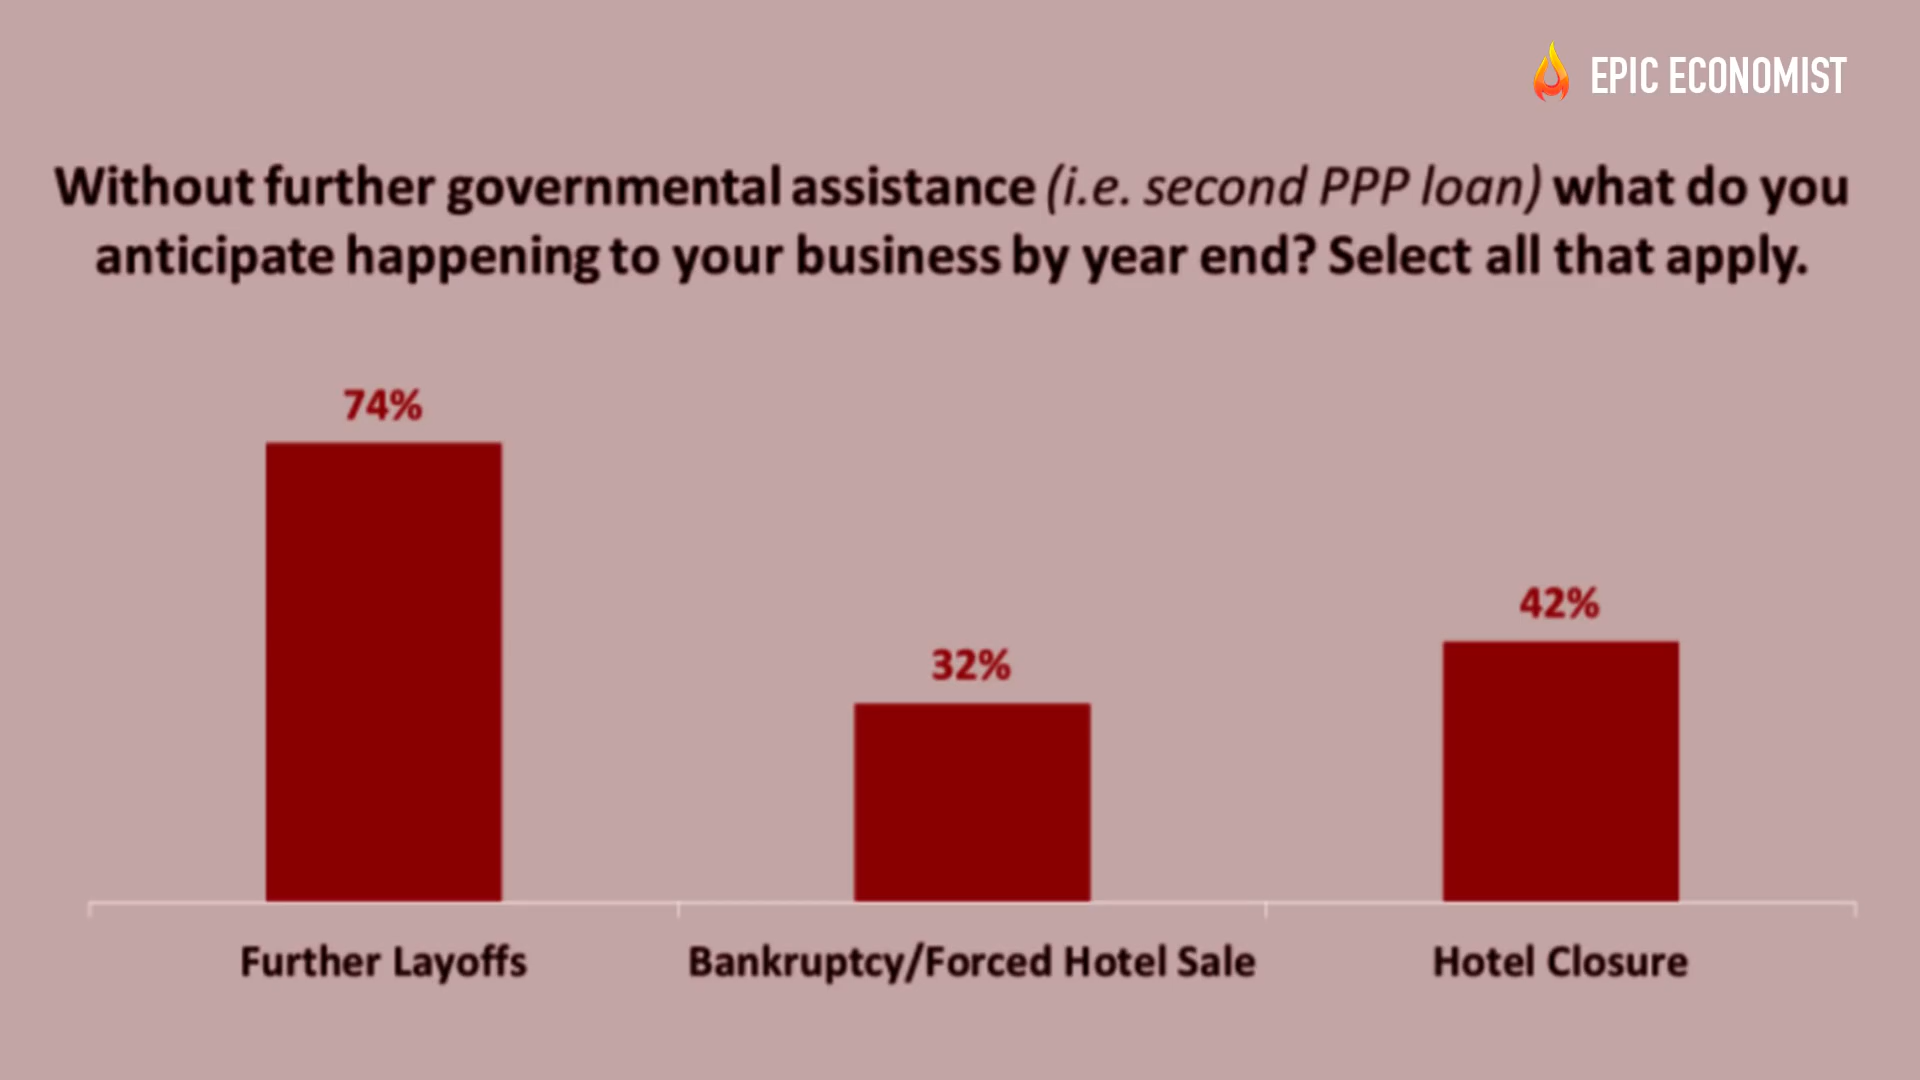 EPIC ECONOMIST
Without further governmental assistance (i.e. second PPP loan) what do you
anticipate happening to your business by year end? Select all that apply.
74%
32%
42%
Further Layoffs
Bankruptcy/Forced Hotel Sale
Hotel Closure